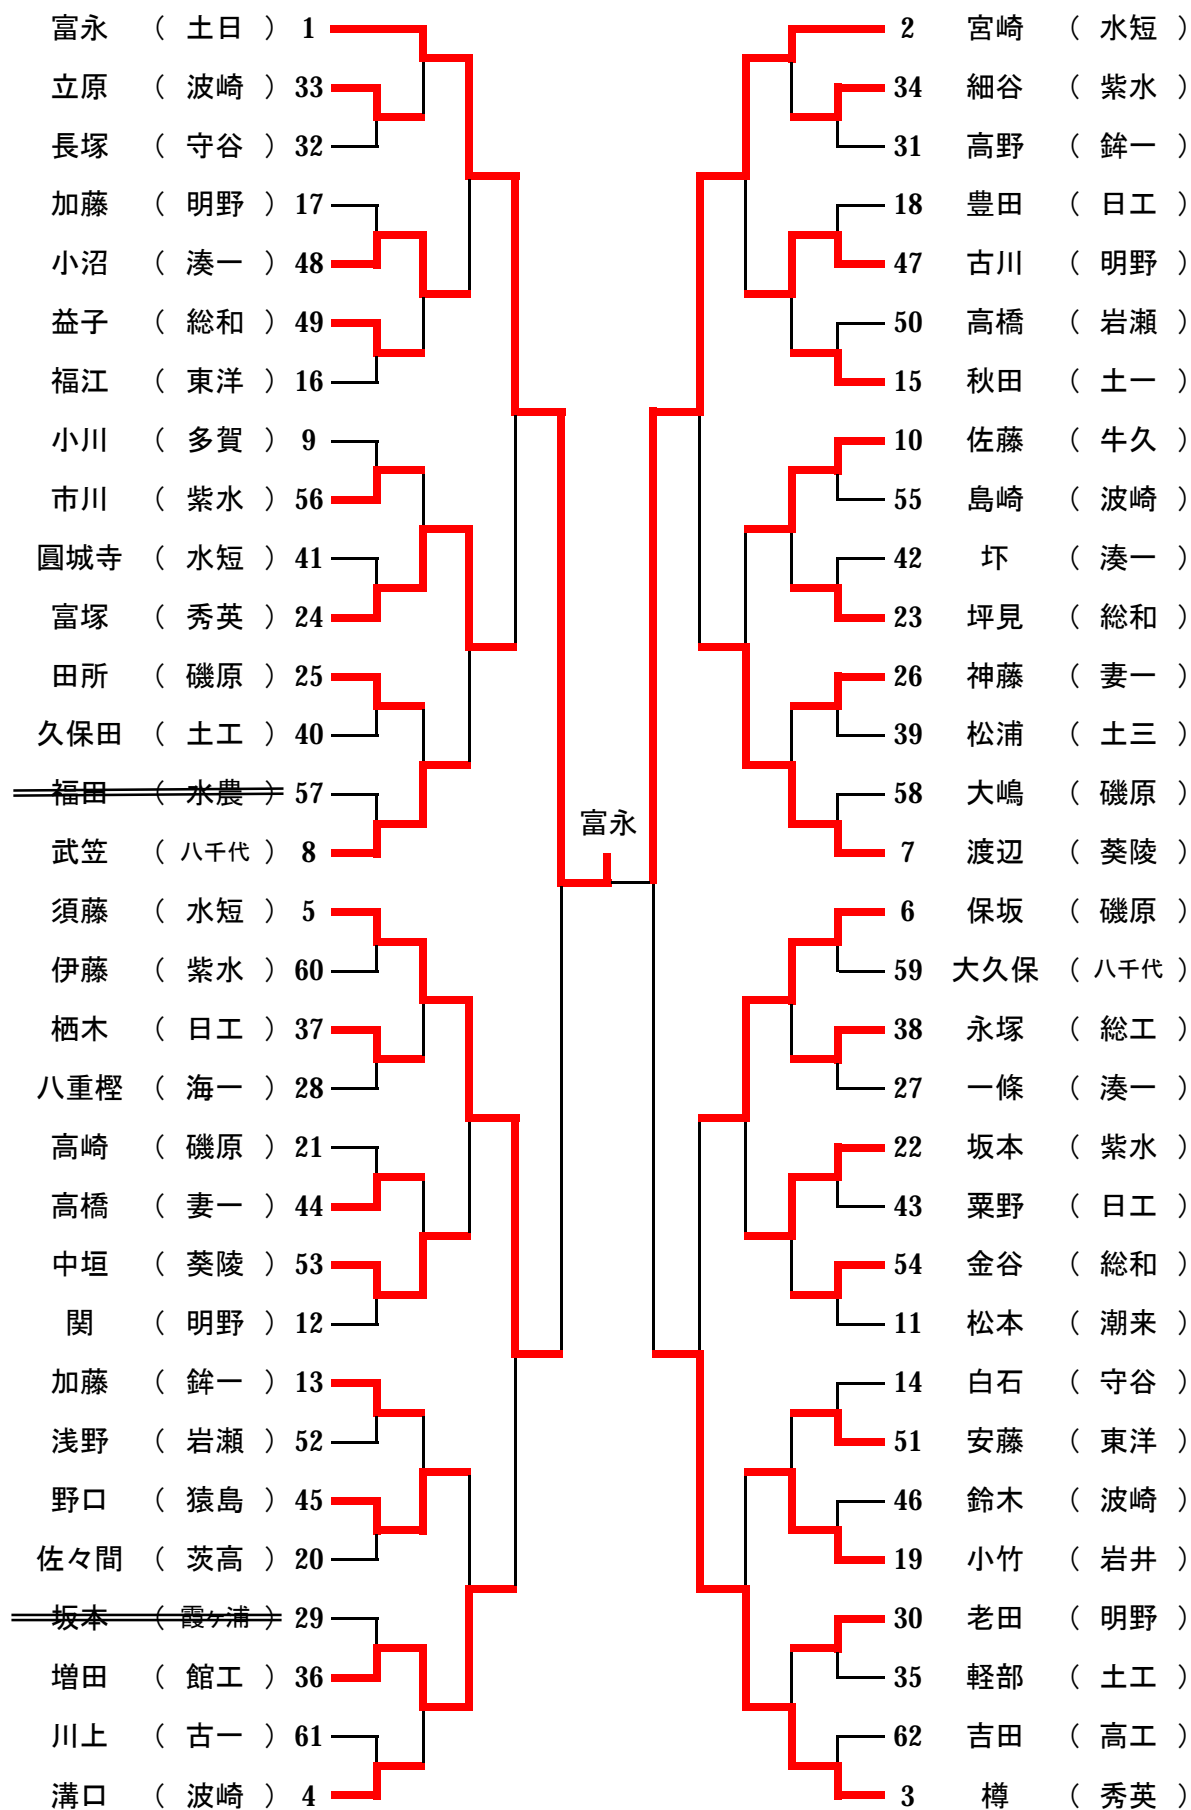 富永 （ 土日 ） 1
立原 （ 波崎 ） 33
長塚 （ 守谷 ） 32
加藤 （ 明野 ） 17
小沼 （ 湊一 ） 48
益子 （ 総和 ） 49
福江 （ 東洋 ） 16
小川 （ 多賀 ） 9
市川 （ 紫水 ） 56
圓城寺 （ 水短 ） 41
富塚 （ 秀英 ） 24
田所 （ 磯原 ） 25
久保田 （ 土工 ） 40
福田 （ 水農 ） 57
武笠 （ 八千代 ） 8
須藤 （ 水短 ） 5
伊藤 （ 紫水 ） 60
栖木 （ 日工 ） 37
八重樫 （ 海一 ） 28
高崎 （ 磯原 ） 21
高橋 （ 妻一 ） 44
中垣 （ 葵陵 ） 53
関 （ 明野 ） 12
加藤 （ 鉾一 ） 13
浅野 （ 岩瀬 ） 52
野口 （ 猿島 ） 45
佐々間 （ 茨高 ） 20
坂本 （ 霞ヶ浦 ） 29
増田 （ 館工 ） 36
川上 （ 古一 ） 61
溝口 （ 波崎 ） 4
富永
2 宮崎 （ 水短 ）
34 細谷 （ 紫水 ）
31 高野 （ 鉾一 ）
18 豊田 （ 日工 ）
47 古川 （ 明野 ）
50 高橋 （ 岩瀬 ）
15 秋田 （ 土一 ）
10 佐藤 （ 牛久 ）
55 島崎 （ 波崎 ）
42 圷 （ 湊一 ）
23 坪見 （ 総和 ）
26 神藤 （ 妻一 ）
39 松浦 （ 土三 ）
58 大嶋 （ 磯原 ）
7 渡辺 （ 葵陵 ）
6 保坂 （ 磯原 ）
59 大久保 （ 八千代 ）
38 永塚 （ 総工 ）
27 一條 （ 湊一 ）
22 坂本 （ 紫水 ）
43 粟野 （ 日工 ）
54 金谷 （ 総和 ）
11 松本 （ 潮来 ）
14 白石 （ 守谷 ）
51 安藤 （ 東洋 ）
46 鈴木 （ 波崎 ）
19 小竹 （ 岩井 ）
30 老田 （ 明野 ）
35 軽部 （ 土工 ）
62 吉田 （ 高工 ）
3 樽 （ 秀英 ）